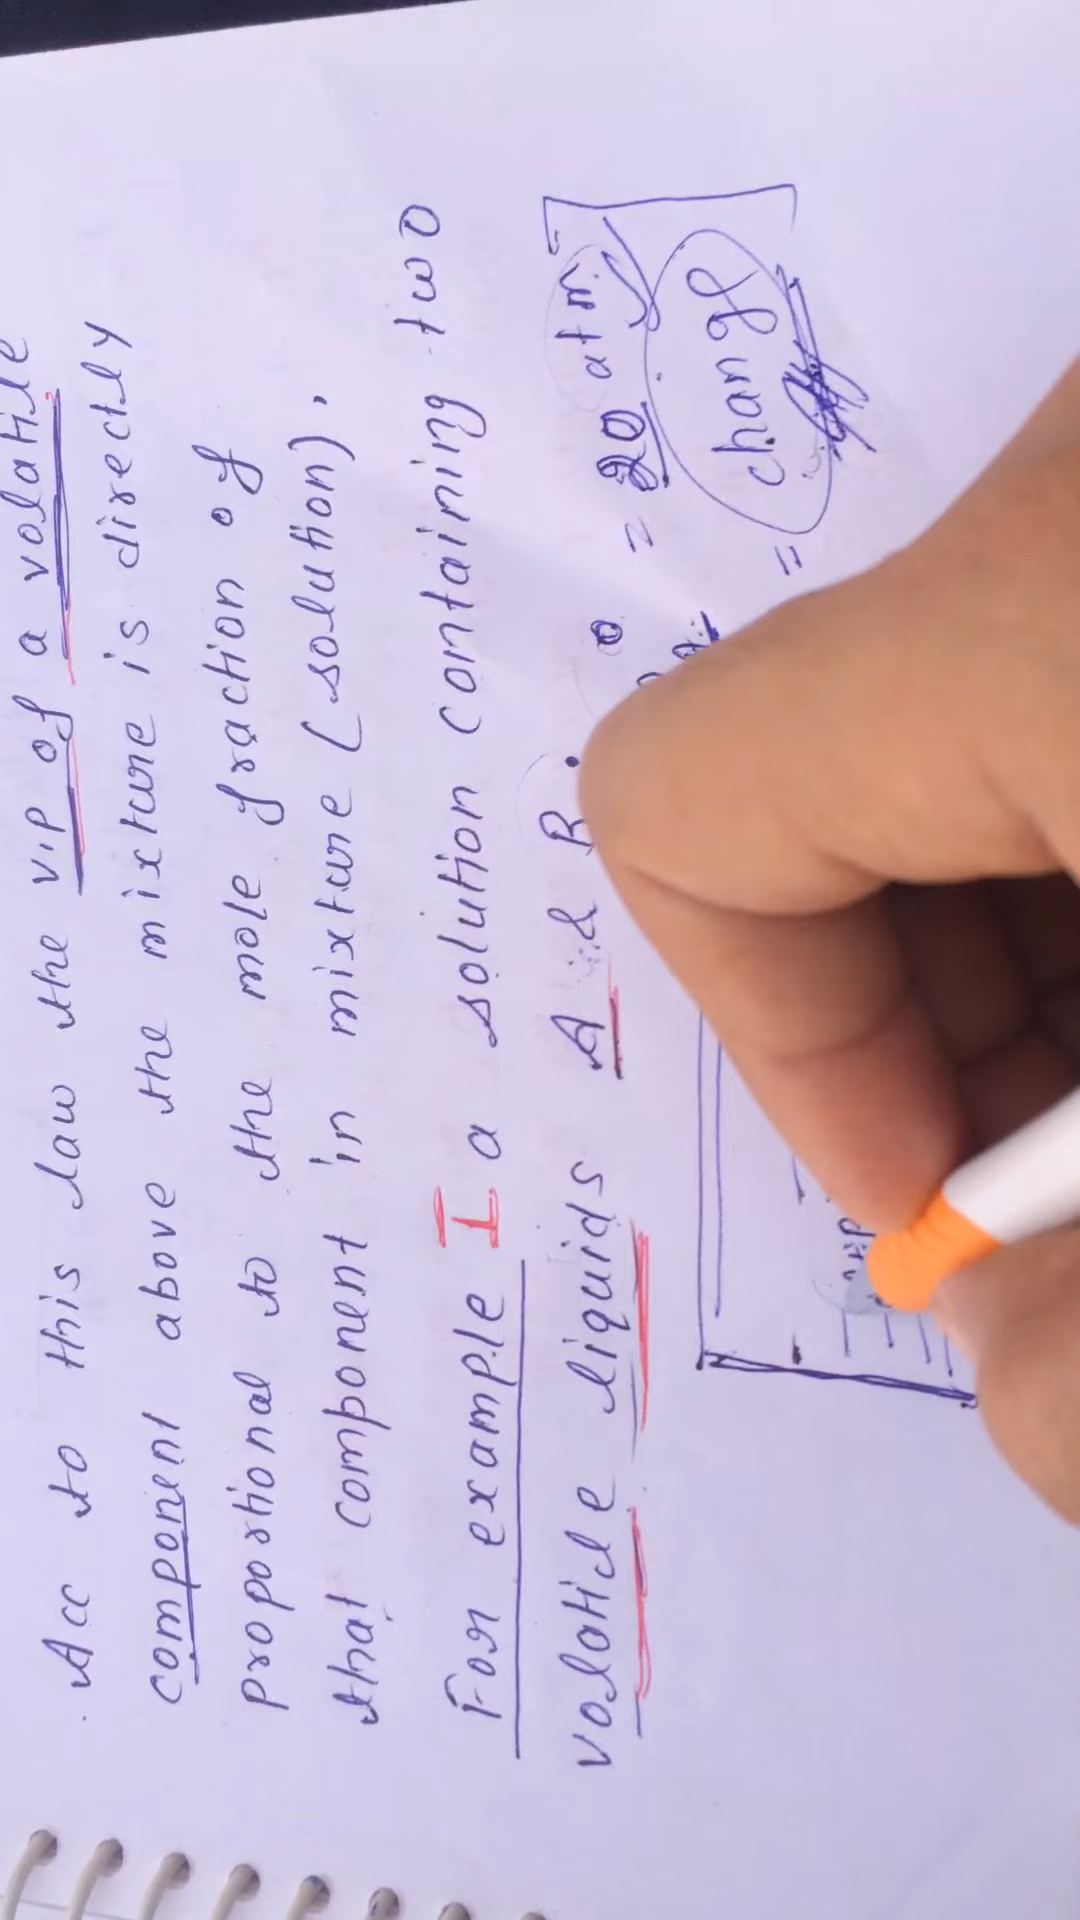 Acc to this law the V.P of a volatile
component above the mixture is directly
proportional to the mole fraction of
that component in mixture (solution).
For example I a solution containing two
volatile liquids A & B.
= 20 atm
= change